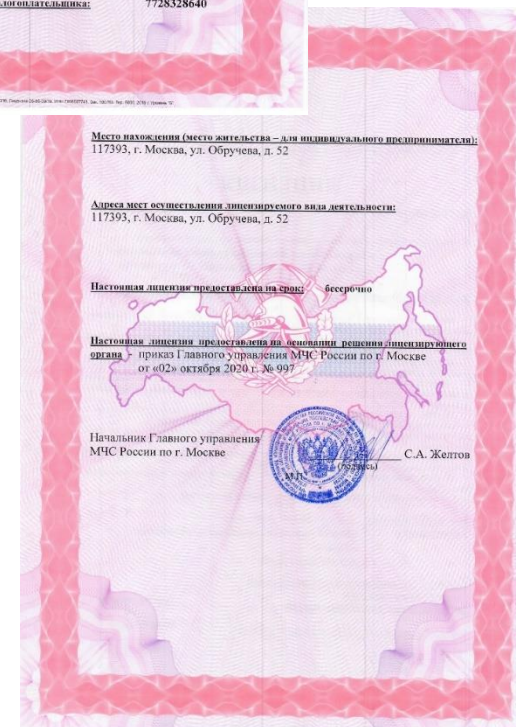 логоплательщика: 7728328640
Место нахождения (место жительства – для индивидуального предпринимателя):
117393, г. Москва, ул. Обручева, д. 52
Адреса мест осуществления лицензируемого вида деятельности:
117393, г. Москва, ул. Обручева, д. 52
Настоящая лицензия предоставлена на срок: бессрочно
Настоящая лицензия предоставлена на основании решения лицензирующего
органа - приказ Главного управления МЧС России по г. Москве
от «02» октября 2020 г. № 997
Начальник Главного управления
МЧС России по г. Москве
С.А. Желтов
(подпись)
М.П.